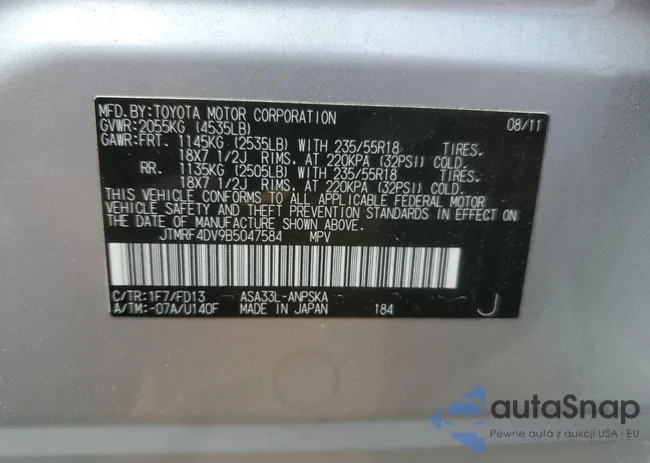 MFD.BY:TOYOTA MOTOR CORPORATION 08/11
GVWR:2055KG (4535LB)
GAWR:FRT. 1145KG (2535LB) WITH 235/55R18 TIRES.
18X7 1/2J RIMS. AT 220KPA (32PSI) COLD.
RR. 1135KG (2505LB) WITH 235/55R18 TIRES.
18X7 1/2J RIMS. AT 220KPA (32PSI) COLD.
THIS VEHICLE CONFORMS TO ALL APPLICABLE FEDERAL MOTOR
VEHICLE SAFETY AND THEFT PREVENTION STANDARDS IN EFFECT ON
THE DATE OF MANUFACTURE SHOWN ABOVE.
JTMRF4DV9B5047584 MPV
C/TR:1F7/FD13 ASA33L-ANPSKA J
A/TM:-07A/U140F MADE IN JAPAN 184
autaSnap
Pewne auta z aukcji USA i EU